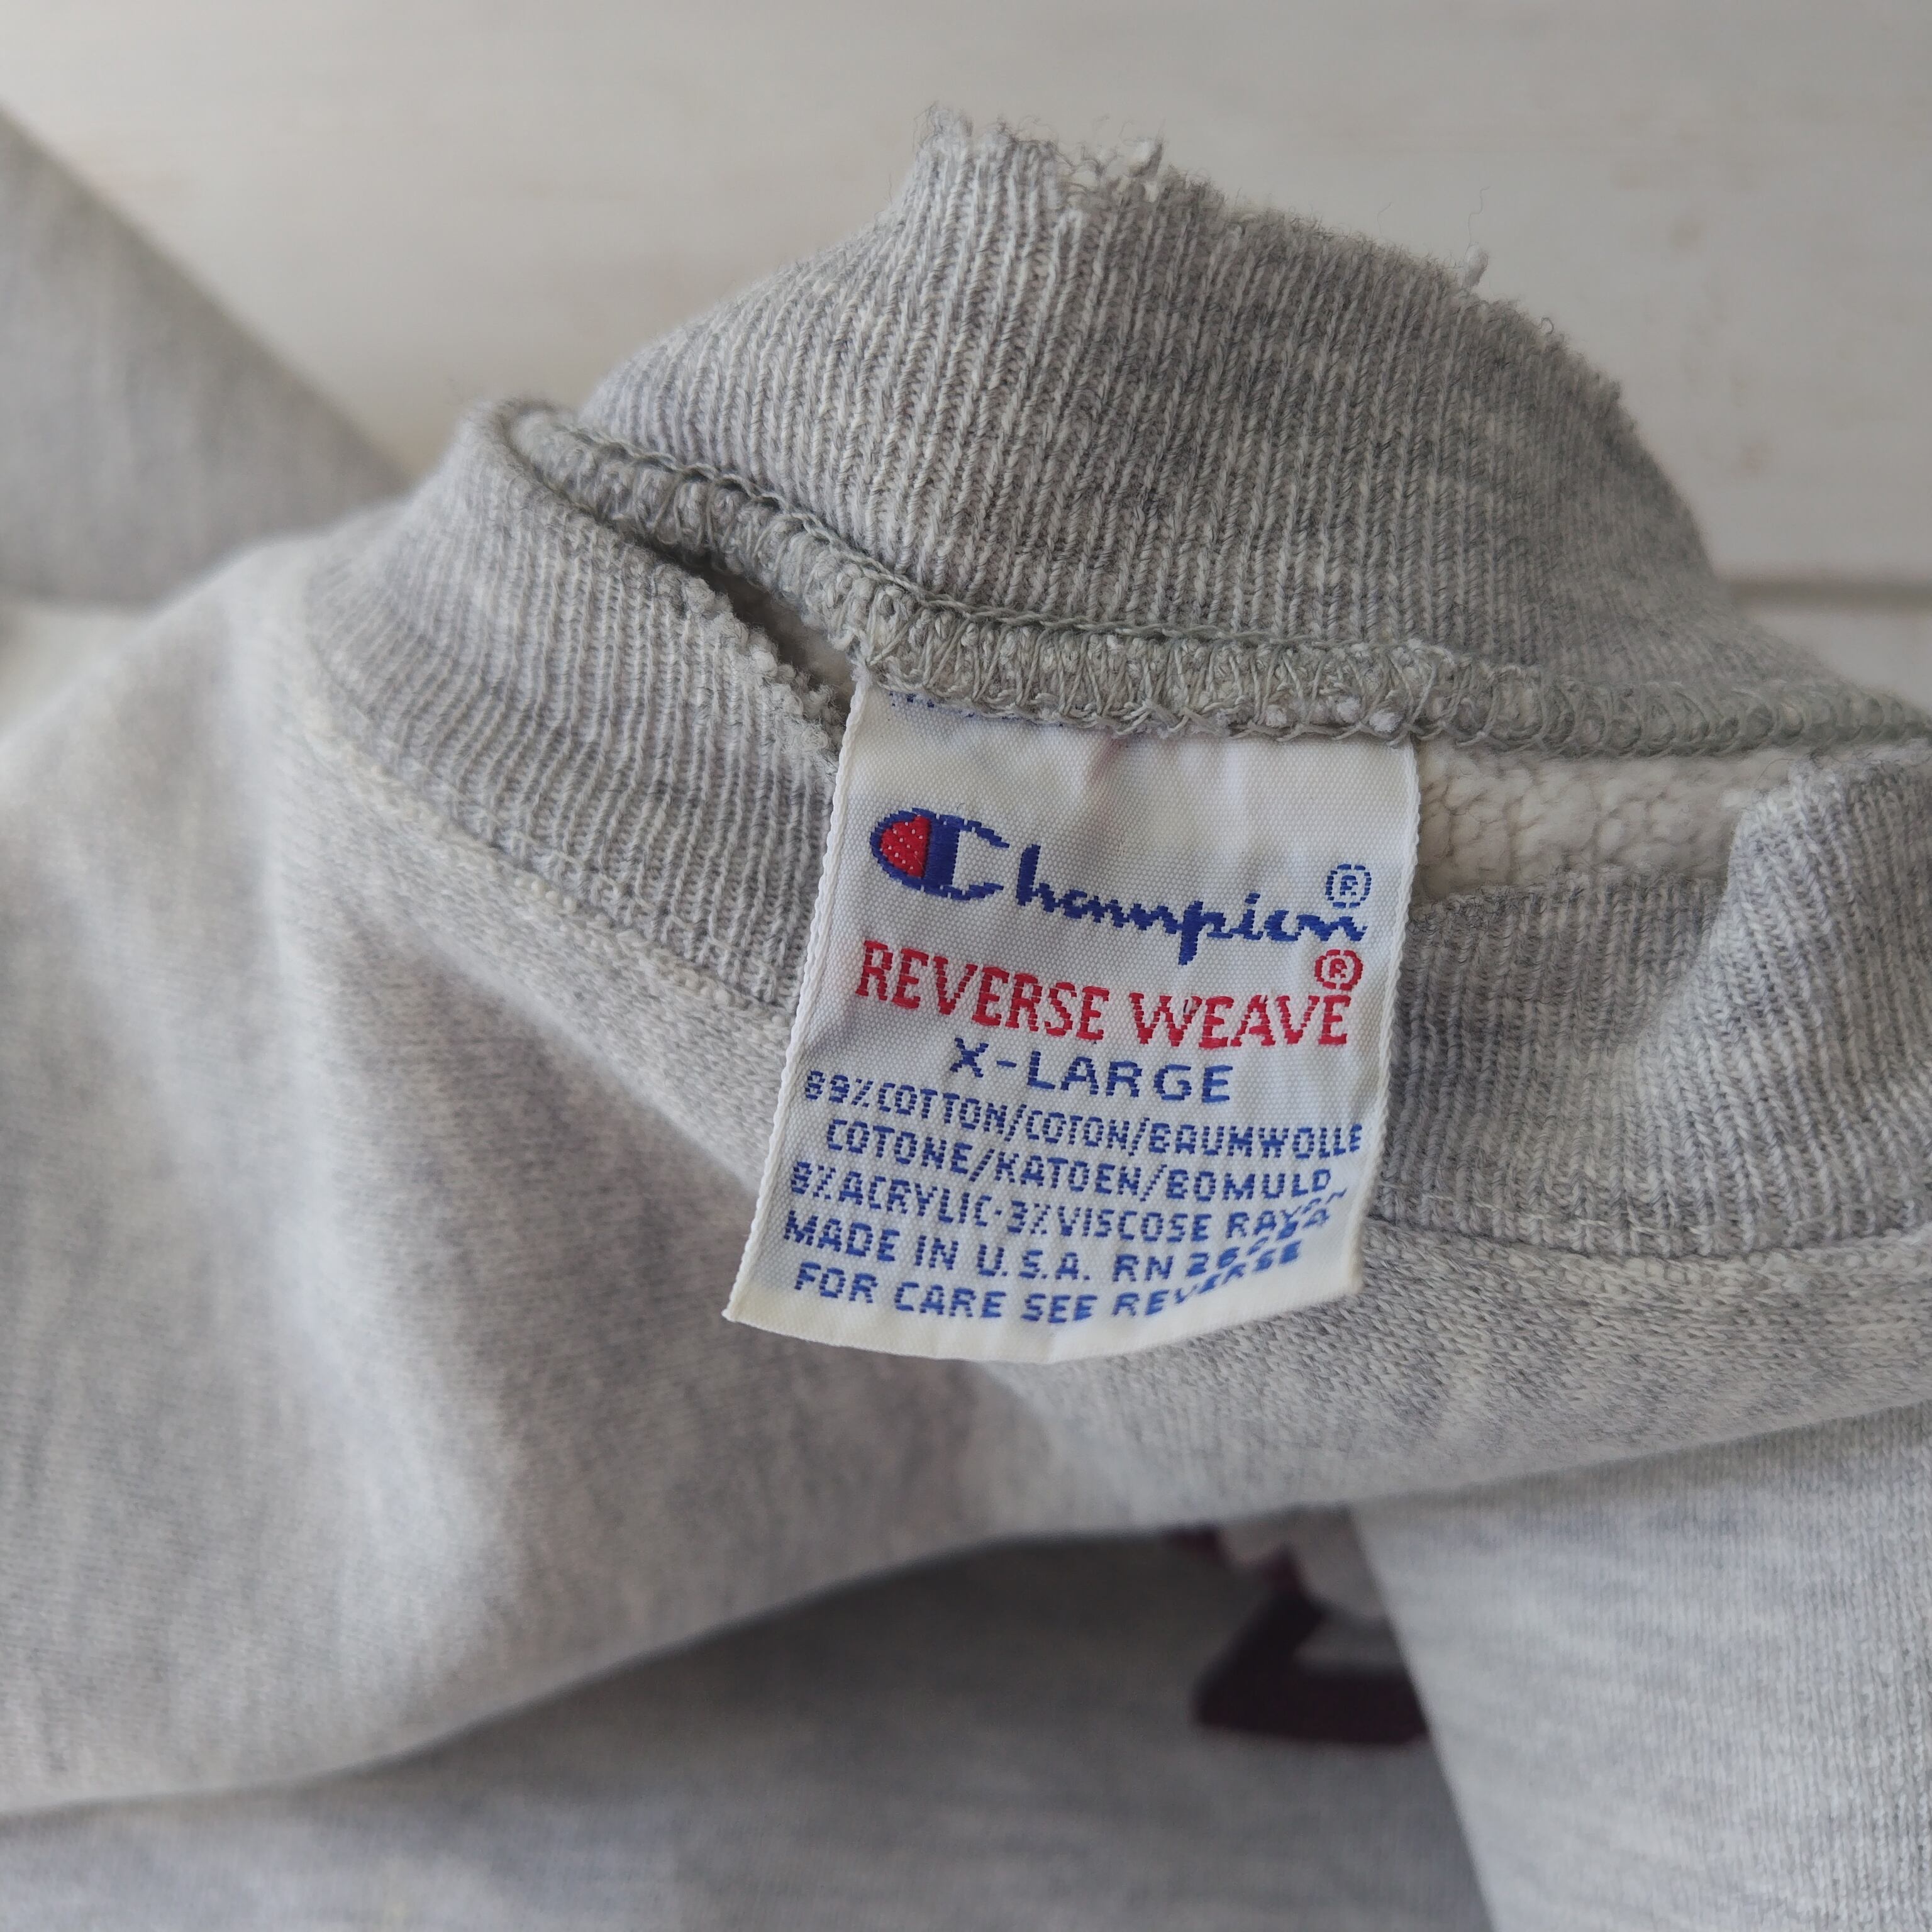 Champion®
REVERSE WEAVE®
X-LARGE
89% COTTON/COTON/BAUMWOLLE
COTONE/KATOEN/BOMULD
8% ACRYLIC·3% VISCOSE RAYON
MADE IN U.S.A. RN
FOR CARE SEE REVERSE